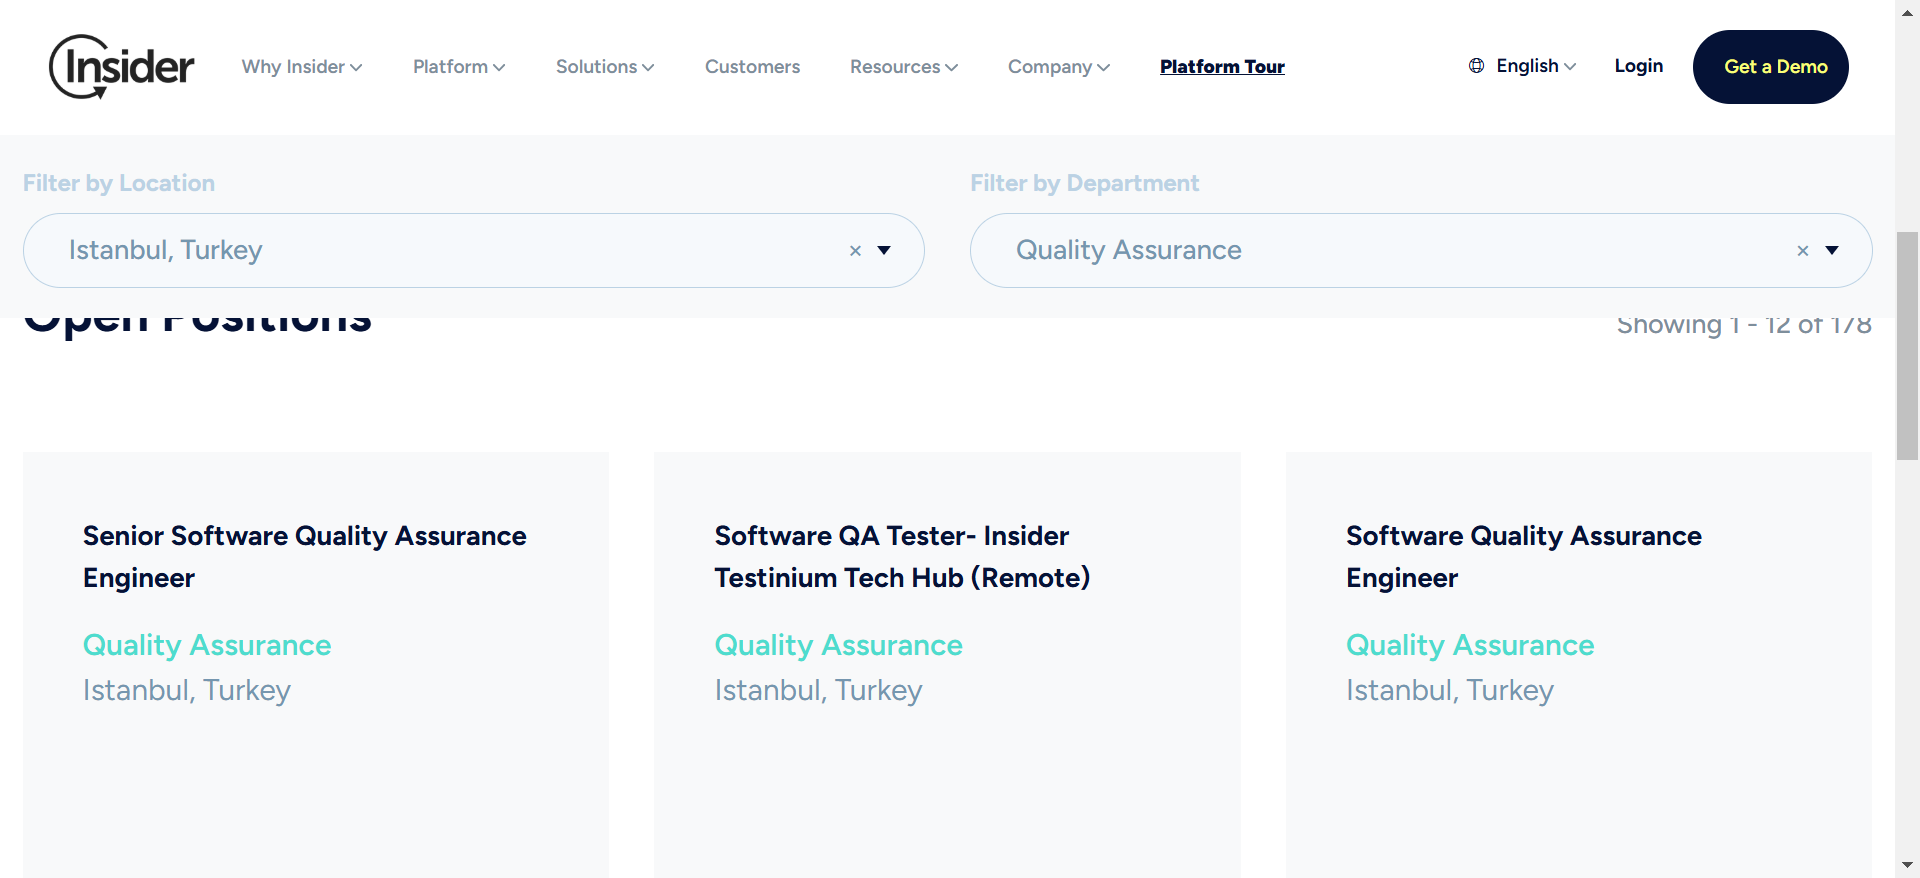 Insider
Why Insider
Platform
Solutions
Customers
Resources
Company
Platform Tour
English
Login
Get a Demo
Filter by Location
Filter by Department
Istanbul, Turkey
×
Quality Assurance
×
Open Positions
Showing 1 - 12 of 178
Senior Software Quality Assurance
Engineer
Quality Assurance
Istanbul, Turkey
Software QA Tester- Insider
Testinium Tech Hub (Remote)
Quality Assurance
Istanbul, Turkey
Software Quality Assurance
Engineer
Quality Assurance
Istanbul, Turkey